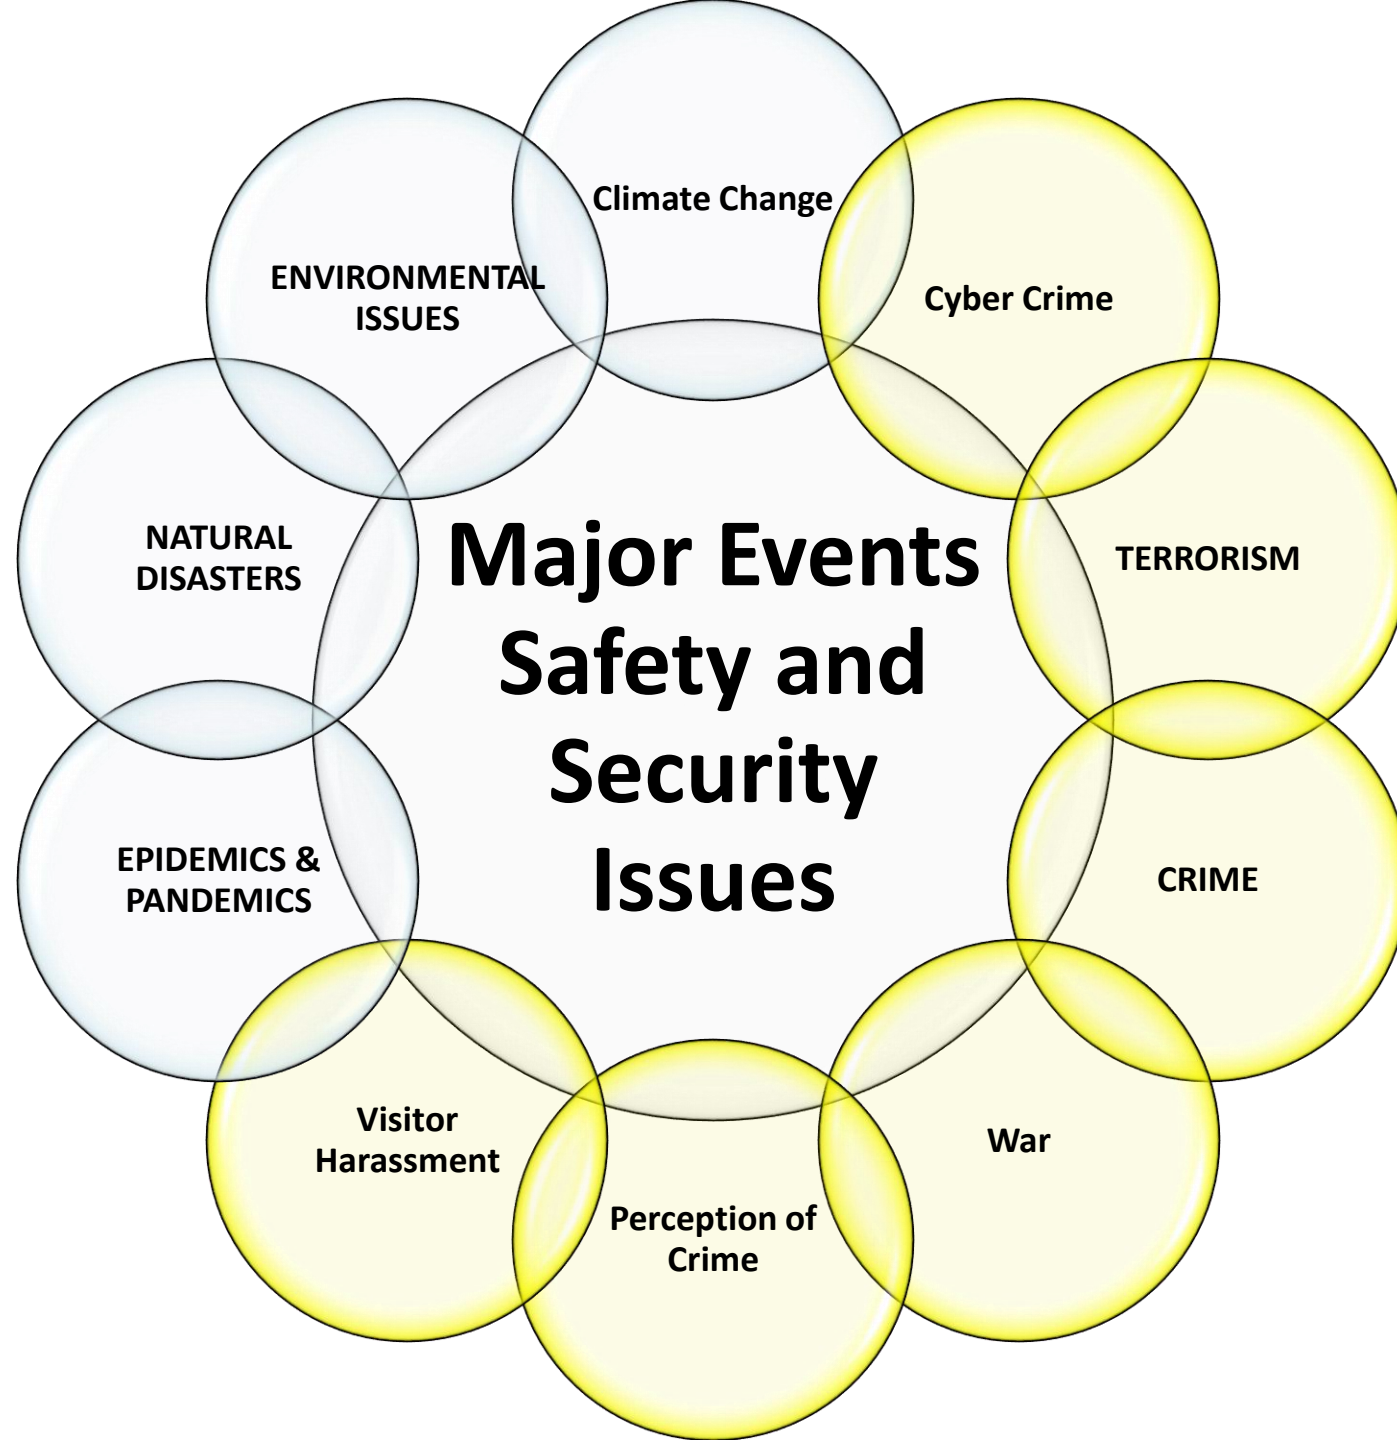 Climate Change
Cyber Crime
TERRORISM
CRIME
War
Perception of
Crime
Visitor
Harassment
EPIDEMICS &
PANDEMICS
NATURAL
DISASTERS
ENVIRONMENTAL
ISSUES
Major Events
Safety and
Security
Issues